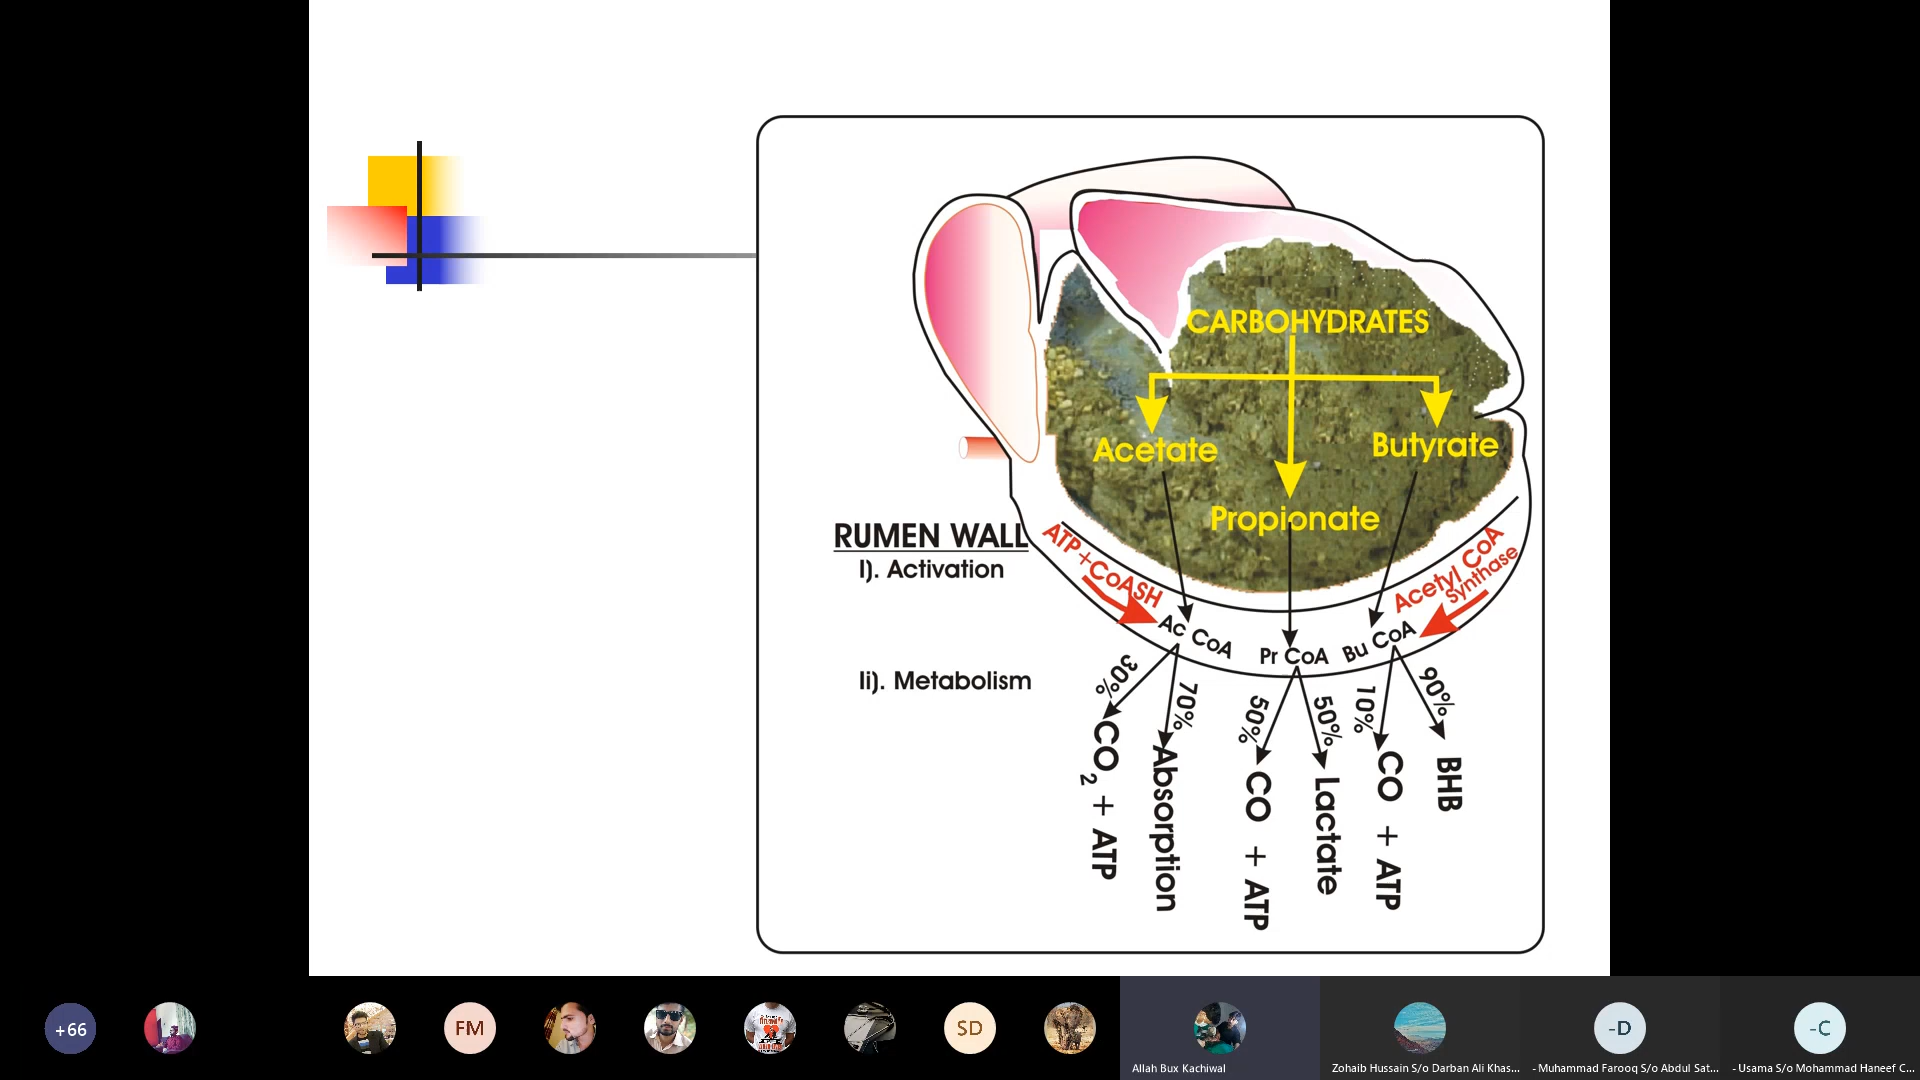 CARBOHYDRATES
Acetate
Butyrate
Propionate
RUMEN WALL
I). Activation
ATP+CoASH
Acetyl CoA
Synthase
Ac CoA
Pr CoA
Bu CoA
Ii). Metabolism
30%
70%
50%
50%
10%
90%
CO2 + ATP
Absorption
CO + ATP
Lactate
CO + ATP
BHB
+66
FM
SD
-D
-C
Allah Bux Kachiwal
Zohaib Hussain S/o Darban Ali Khas...
- Muhammad Farooq S/o Abdul Sat...
- Usama S/o Mohammad Haneef C...